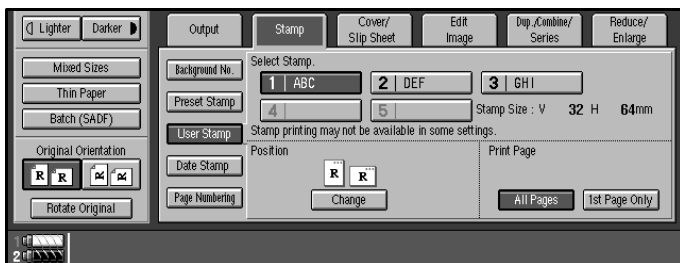 Lighter Darker
Mixed Sizes
Thin Paper
Batch (SADF)
Original Orientation
R R R R
Rotate Original
Output
Stamp
Cover/
Slip Sheet
Edit
Image
Dup./Combine/
Series
Reduce/
Enlarge
Background No.
Preset Stamp
User Stamp
Date Stamp
Page Numbering
Select Stamp.
1 ABC 2 DEF 3 GHI
4 5 Stamp Size : V 32 H 64mm
Stamp printing may not be available in some settings.
Position
R R
Change
Print Page
All Pages 1st Page Only
1
2